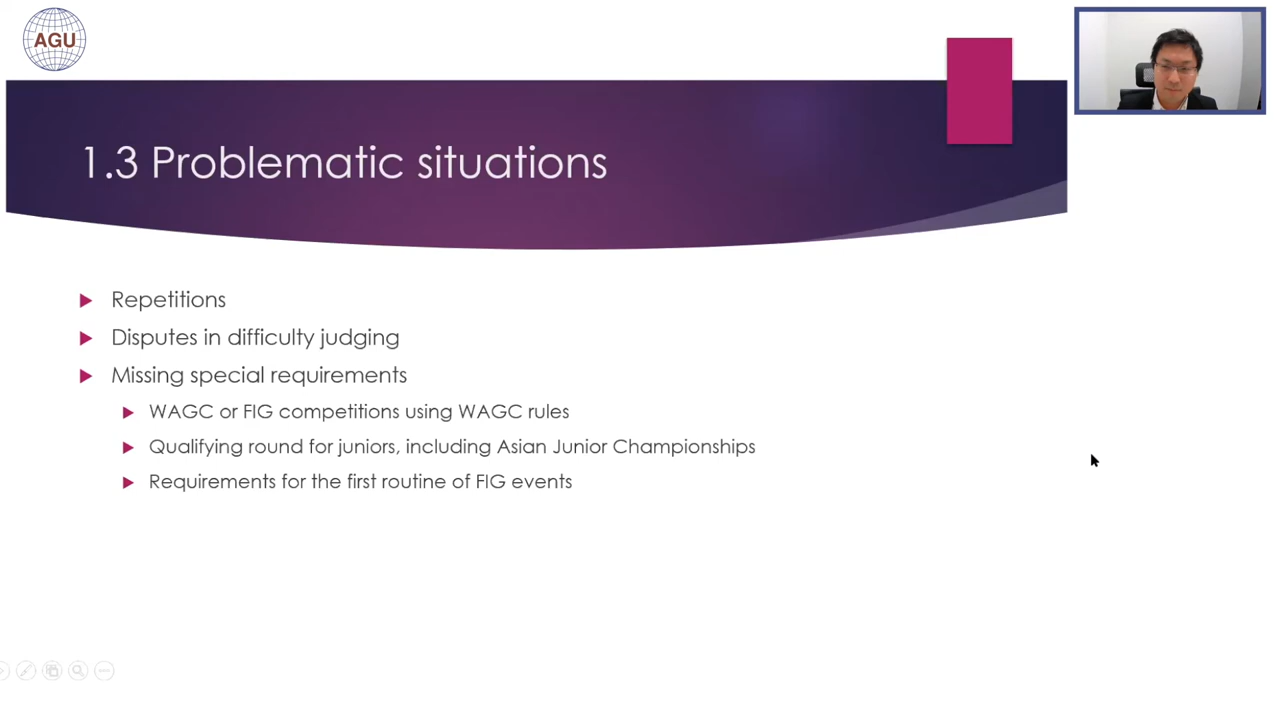 AGU
1.3 Problematic situations
Repetitions
Disputes in difficulty judging
Missing special requirements
WAGC or FIG competitions using WAGC rules
Qualifying round for juniors, including Asian Junior Championships
Requirements for the first routine of FIG events